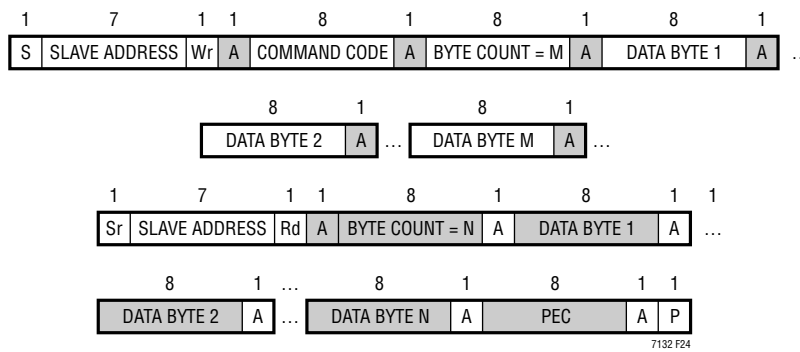 1 7 1 1 8 1 8 1 8 1
S SLAVE ADDRESS Wr A COMMAND CODE A BYTE COUNT = M A DATA BYTE 1 A …
8 1 8 1
DATA BYTE 2 A … DATA BYTE M A …
1 7 1 1 8 1 8 1 1
Sr SLAVE ADDRESS Rd A BYTE COUNT = N A DATA BYTE 1 A …
8 1 … 8 1 8 1 1
DATA BYTE 2 A … DATA BYTE N A PEC A P
7132 F24